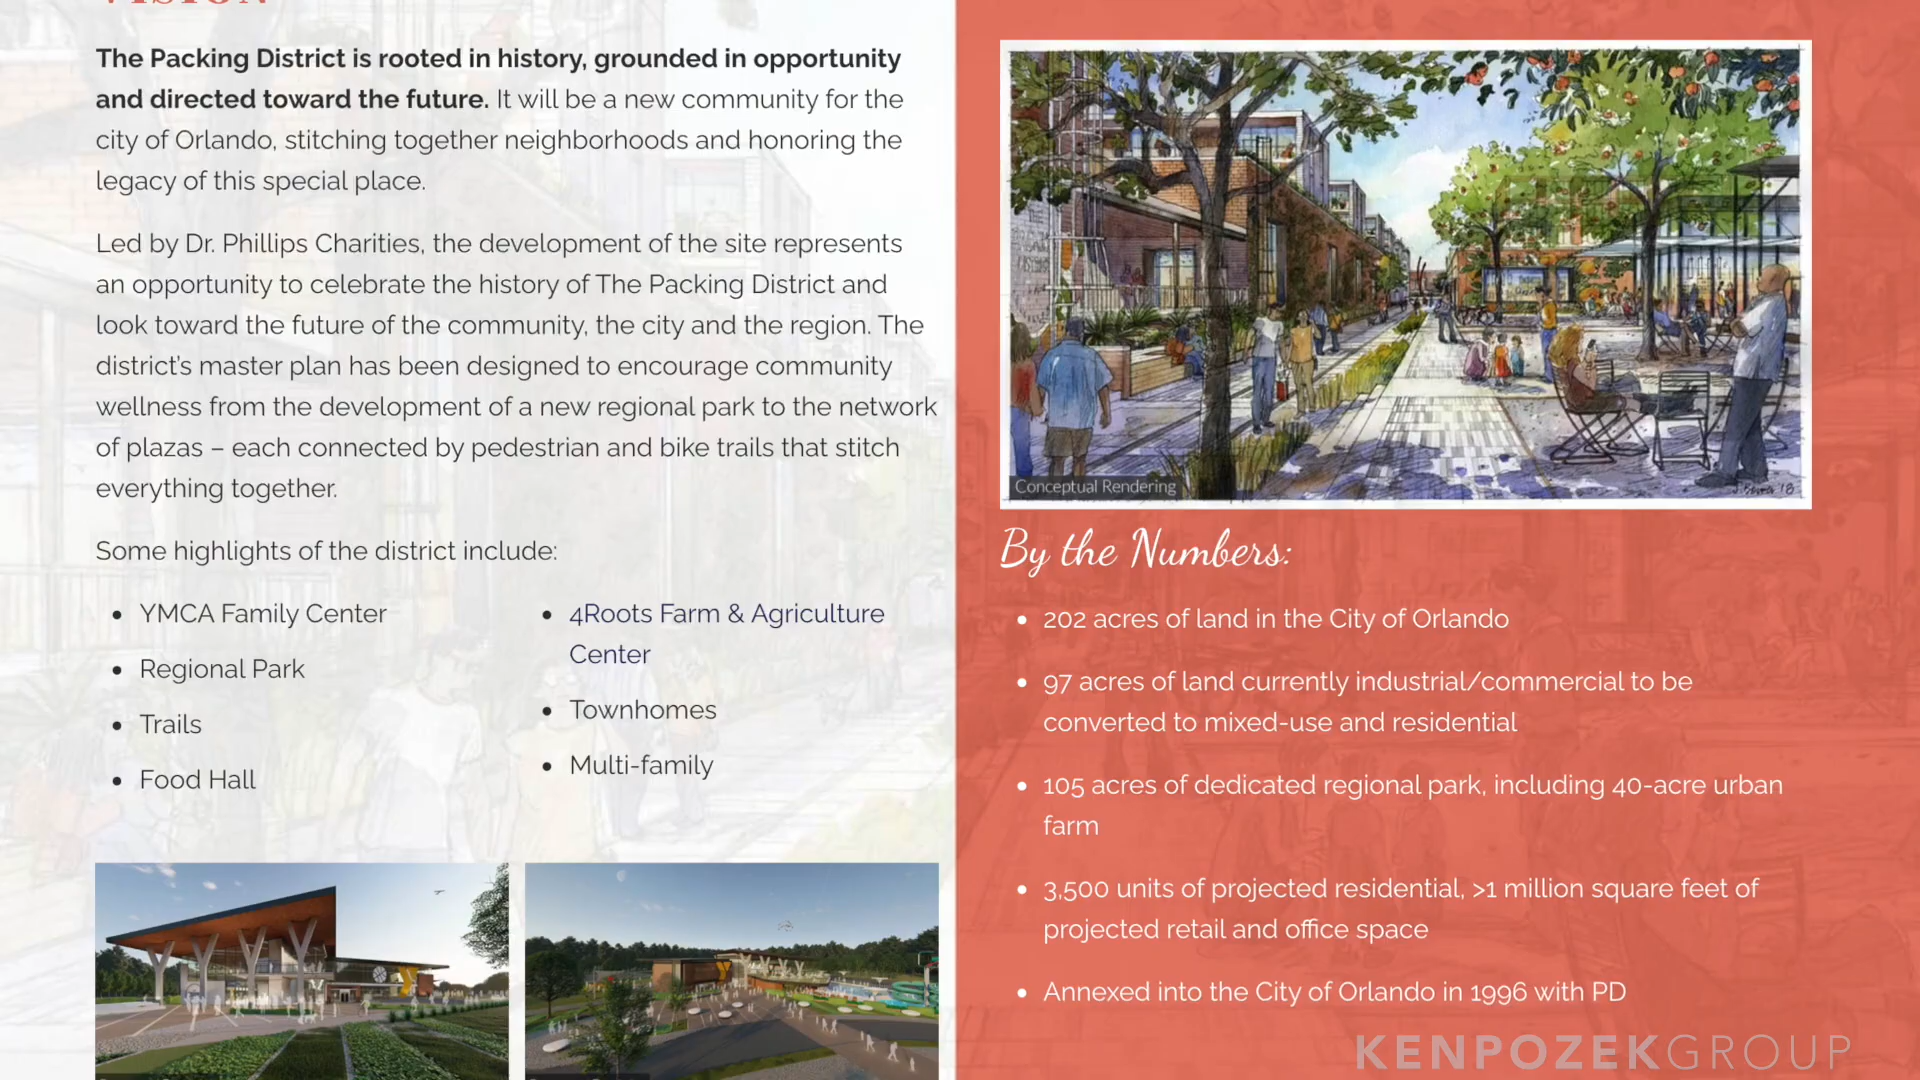 VISION
The Packing District is rooted in history, grounded in opportunity
and directed toward the future. It will be a new community for the
city of Orlando, stitching together neighborhoods and honoring the
legacy of this special place.
Led by Dr. Phillips Charities, the development of the site represents
an opportunity to celebrate the history of The Packing District and
look toward the future of the community, the city and the region. The
district's master plan has been designed to encourage community
wellness from the development of a new regional park to the network
of plazas – each connected by pedestrian and bike trails that stitch
everything together.
Some highlights of the district include:
YMCA Family Center
Regional Park
Trails
Food Hall
4Roots Farm & Agriculture
Center
Townhomes
Multi-family
Conceptual Rendering
By the Numbers:
202 acres of land in the City of Orlando
97 acres of land currently industrial/commercial to be
converted to mixed-use and residential
105 acres of dedicated regional park, including 40-acre urban
farm
3,500 units of projected residential, >1 million square feet of
projected retail and office space
Annexed into the City of Orlando in 1996 with PD
KENPOZEKGROUP